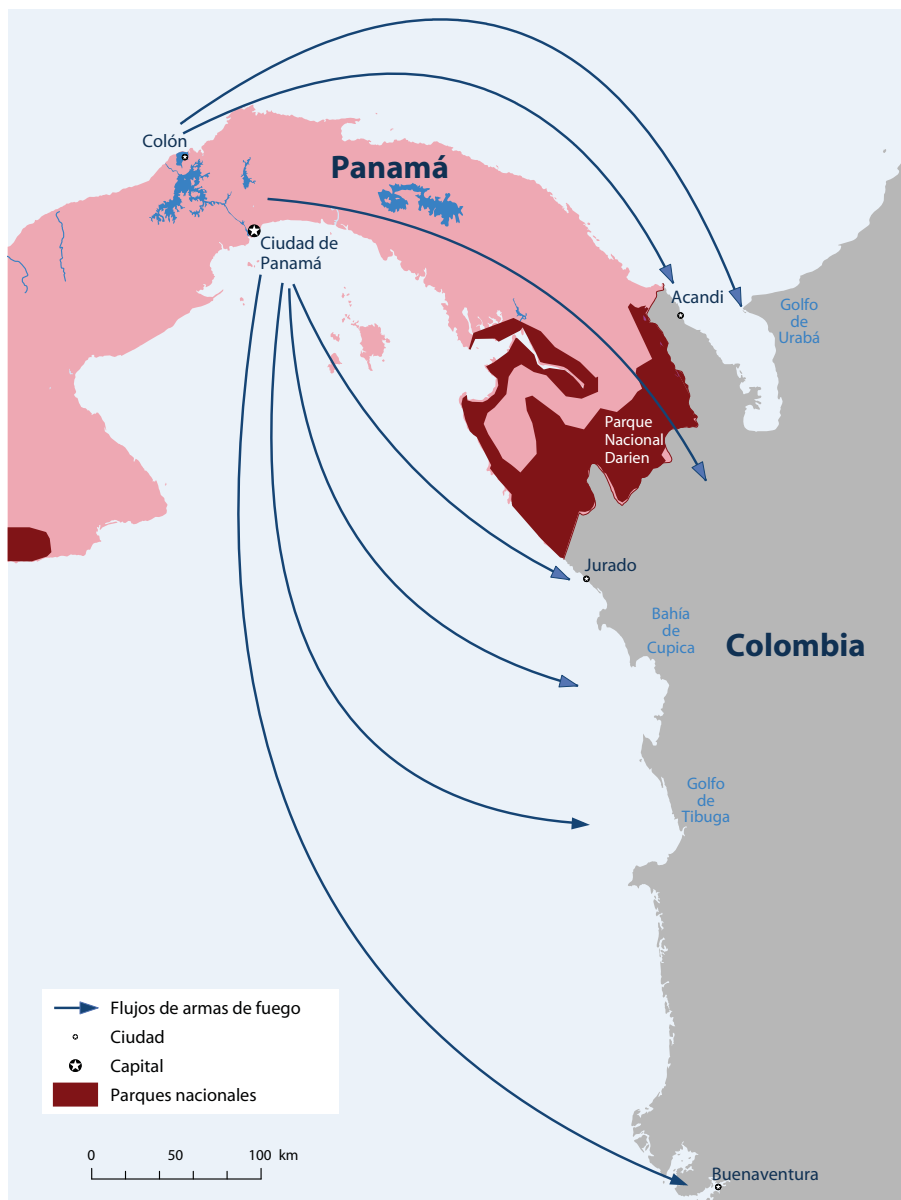 Colón
Panamá
Ciudad de
Panamá
Acandi
Golfo
de
Urabá
Parque
Nacional
Darien
Jurado
Bahía
de
Cupica
Colombia
Golfo
de
Tibuga
Flujos de armas de fuego
Ciudad
Capital
Parques nacionales
0 50 100 km
Buenaventura